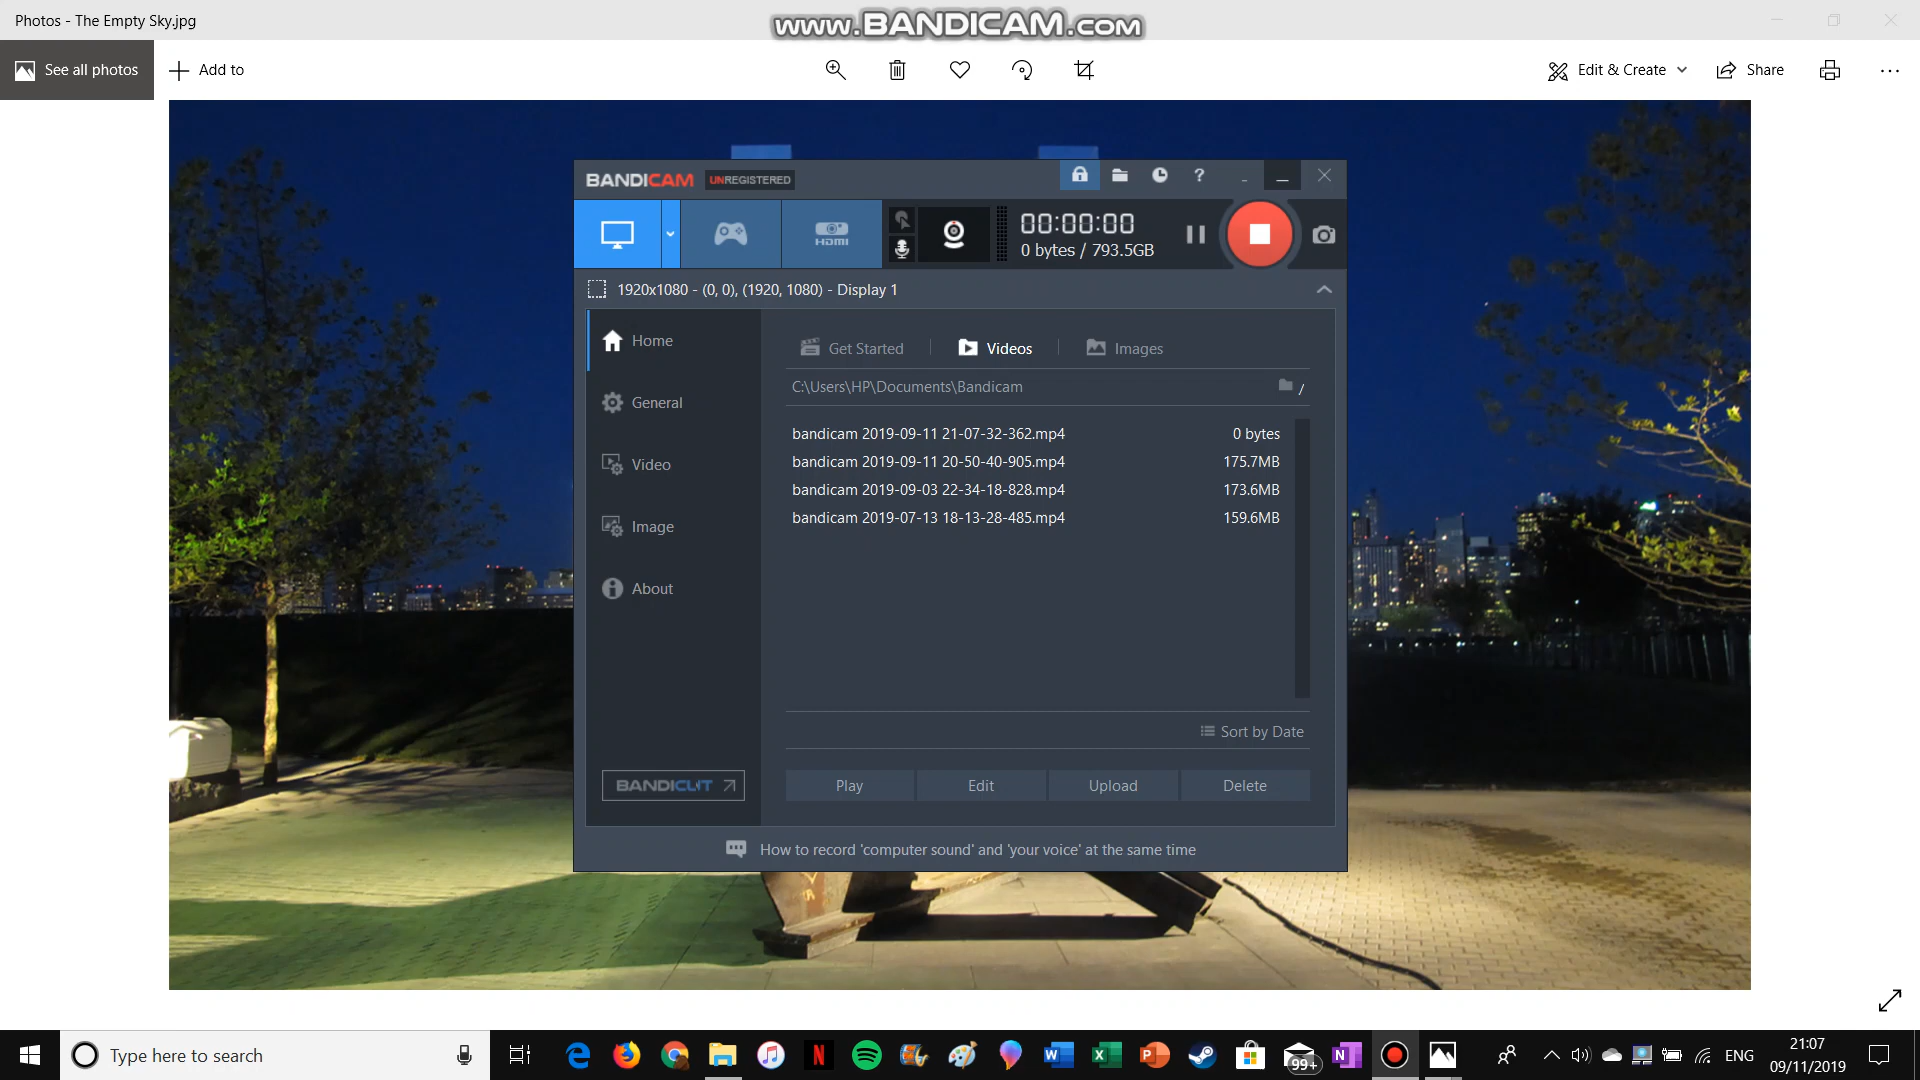 Photos - The Empty Sky.jpg
www.BANDICAM.com
See all photos
Add to
Edit & Create
Share
BANDICAM UNREGISTERED
?
HDMI
00:00:00
0 bytes / 793.5GB
1920x1080 - (0, 0), (1920, 1080) - Display 1
Home
General
Video
Image
About
BANDICUT
Get Started
Videos
Images
C:\Users\HP\Documents\Bandicam
/
bandicam 2019-09-11 21-07-32-362.mp4 0 bytes
bandicam 2019-09-11 20-50-40-905.mp4 175.7MB
bandicam 2019-09-03 22-34-18-828.mp4 173.6MB
bandicam 2019-07-13 18-13-28-485.mp4 159.6MB
Sort by Date
Play
Edit
Upload
Delete
How to record 'computer sound' and 'your voice' at the same time
Type here to search
99+
ENG
21:07
09/11/2019